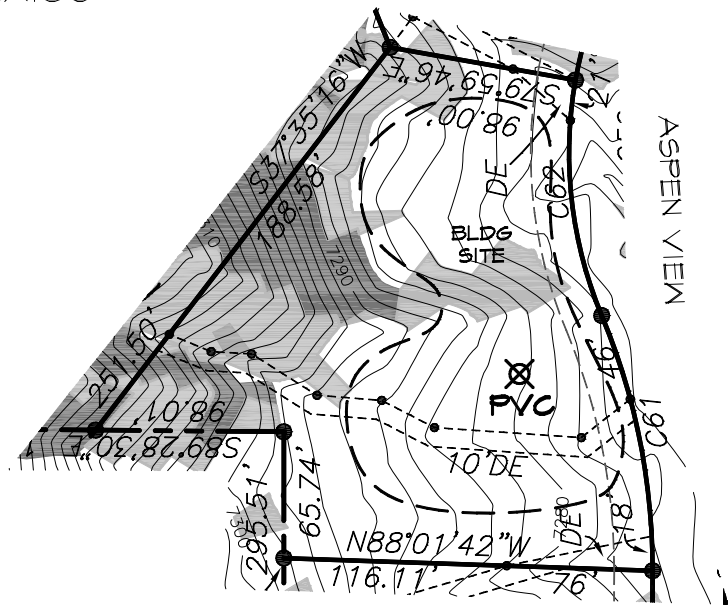 S79°59'46"E
98.00'
21'
S37°35'16"W
188.58'
DE
C62
ASPEN VIEW
BLDG
SITE
7290
251.50'
46'
PVC
C61
98.01'
S89°28'30"E
10'DE
295.51'
65.74'
DE
18'
N88°01'42"W
116.11'
76'